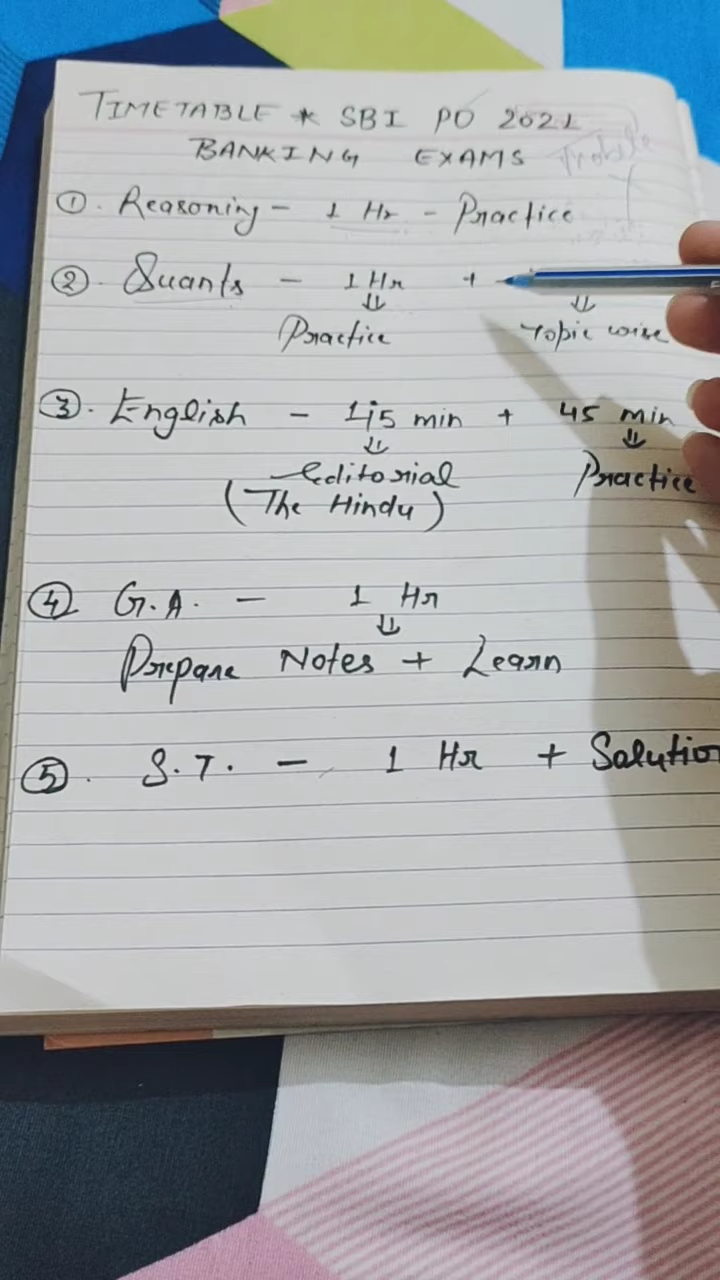 TIMETABLE * SBI PO 2021
BANKING EXAMS
① Reasoning - 1 Hr - Practice
② Quants - 1 Hr +
⇓ ⇓
Practice Topic wise
③. English - 15 min + 45 min
⇓ ⇓
Editorial Practice
(The Hindu)
④ G.A. - 1 Hr
⇓
Prepare Notes + Learn
⑤. S.T. - 1 Hr + Solution